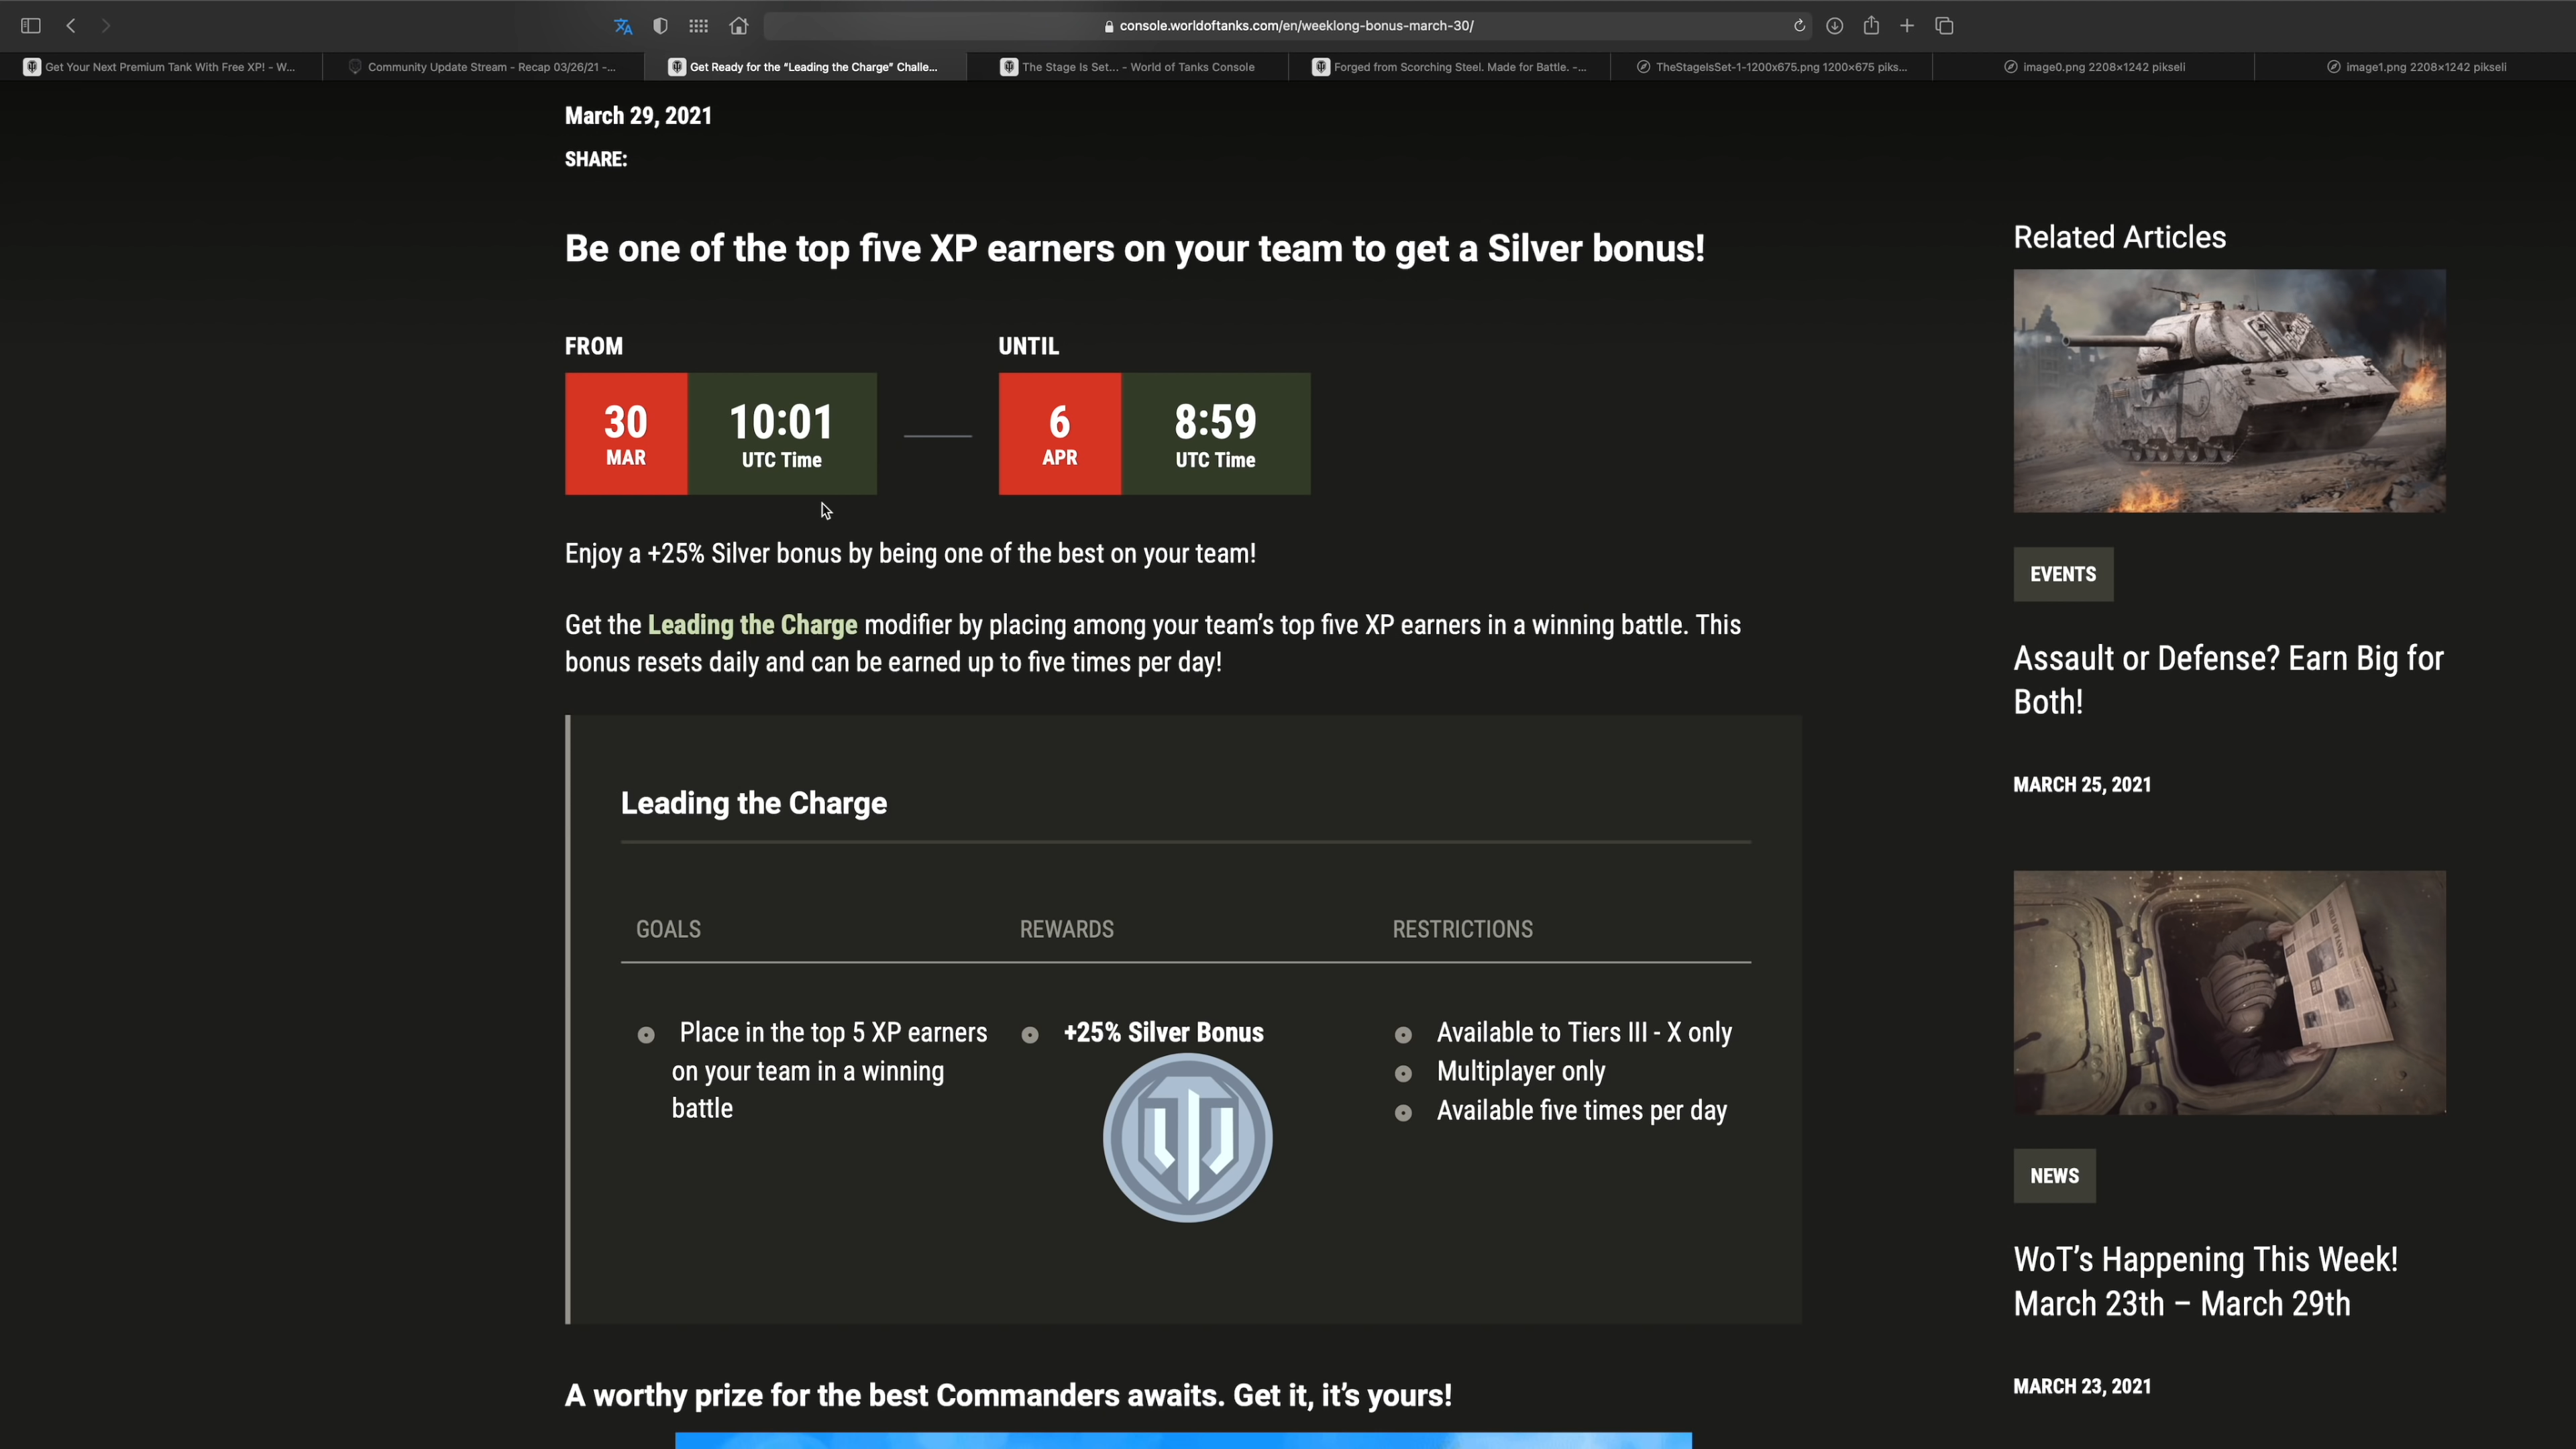 console.worldoftanks.com/en/weeklong-bonus-march-30/
Get Your Next Premium Tank With Free XP! - W...
Community Update Stream - Recap 03/26/21 -...
Get Ready for the “Leading the Charge” Challe...
The Stage Is Set... - World of Tanks Console
Forged from Scorching Steel. Made for Battle. -...
TheStageIsSet-1-1200x675.png 1200×675 piks...
image0.png 2208×1242 pikseli
image1.png 2208×1242 pikseli
March 29, 2021
SHARE:
Be one of the top five XP earners on your team to get a Silver bonus!
FROM
30
MAR
10:01
UTC Time
UNTIL
6
APR
8:59
UTC Time
Enjoy a +25% Silver bonus by being one of the best on your team!
Get the Leading the Charge modifier by placing among your team’s top five XP earners in a winning battle. This
bonus resets daily and can be earned up to five times per day!
Leading the Charge
GOALS
REWARDS
RESTRICTIONS
Place in the top 5 XP earners
on your team in a winning
battle
+25% Silver Bonus
Available to Tiers III - X only
Multiplayer only
Available five times per day
A worthy prize for the best Commanders awaits. Get it, it’s yours!
Related Articles
EVENTS
Assault or Defense? Earn Big for
Both!
MARCH 25, 2021
WORLD OF TANKS
NEWS
WoT’s Happening This Week!
March 23th – March 29th
MARCH 23, 2021